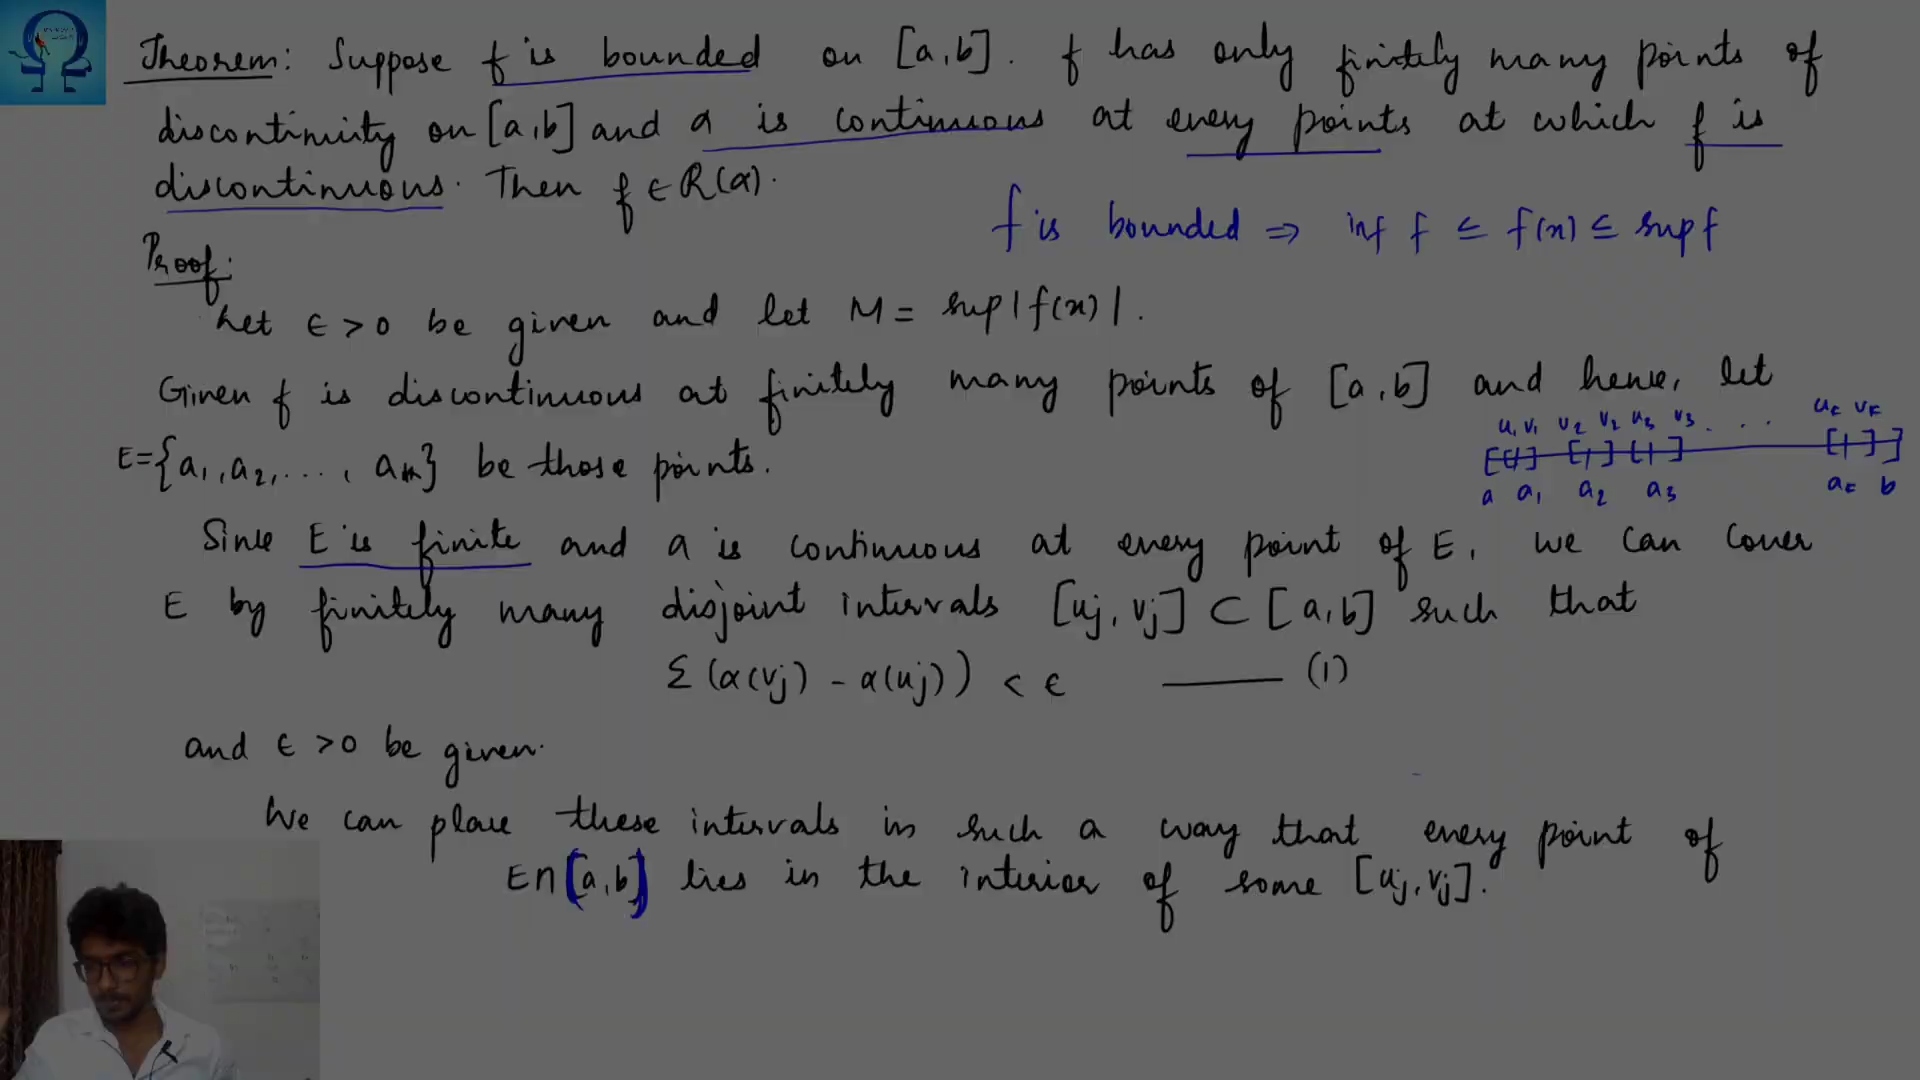 Theorem: Suppose f is bounded on [a,b]. f has only finitely many points of
discontinuity on [a,b] and α is continuous at every points at which f is
discontinuous. Then f ∈ R(α).
f is bounded ⇒ inf f ≤ f(x) ≤ sup f
Proof:
Let ϵ > 0 be given and let M = sup|f(x)|.
Given f is discontinuous at finitely many points of [a,b] and hence, let
u₁ v₁ u₂ v₂ u₃ v₃ . . . uₖ vₖ
E={a₁,a₂,..., aₖ} be those points.
a a₁ a₂ a₃ aₖ b
Since E is finite and α is continuous at every point of E, we can cover
E by finitely many disjoint intervals [uj, vj] ⊂ [a,b] such that
Σ (α(vj) - α(uj)) < ϵ —— (1)
and ϵ > 0 be given.
We can place these intervals in such a way that every point of
E∩(a,b) lies in the interior of some [uj,vj].